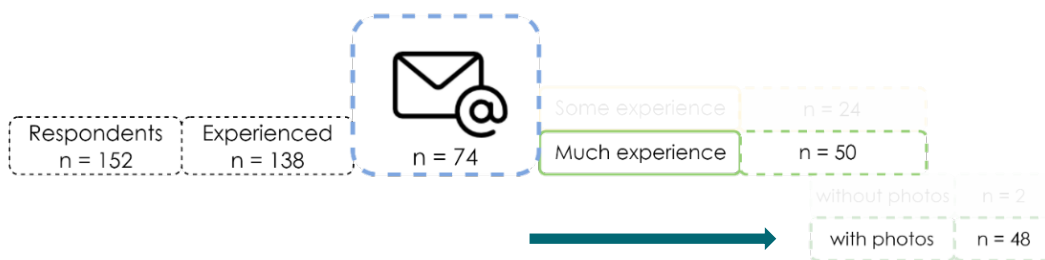 Respondents
n = 152
Experienced
n = 138
@
n = 74
Some experience
n = 24
Much experience
n = 50
without photos
n = 2
with photos
n = 48